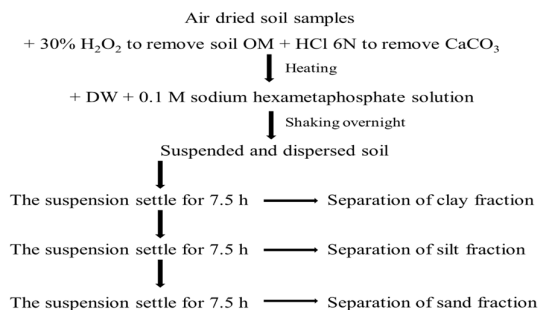 Air dried soil samples
+ 30% H₂O₂ to remove soil OM + HCl 6N to remove CaCO₃
Heating
+ DW + 0.1 M sodium hexametaphosphate solution
Shaking overnight
Suspended and dispersed soil
The suspension settle for 7.5 h Separation of clay fraction
The suspension settle for 7.5 h Separation of silt fraction
The suspension settle for 7.5 h Separation of sand fraction